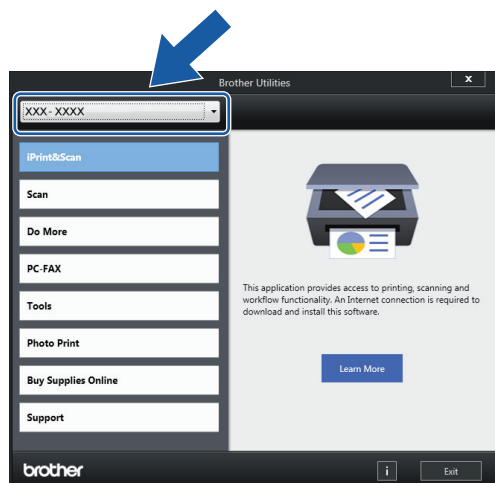 Brother Utilities
x
XXX- XXXX
iPrint&Scan
Scan
Do More
PC-FAX
Tools
Photo Print
Buy Supplies Online
Support
This application provides access to printing, scanning and
workflow functionality. An Internet connection is required to
download and install this software.
Learn More
brother
i
Exit